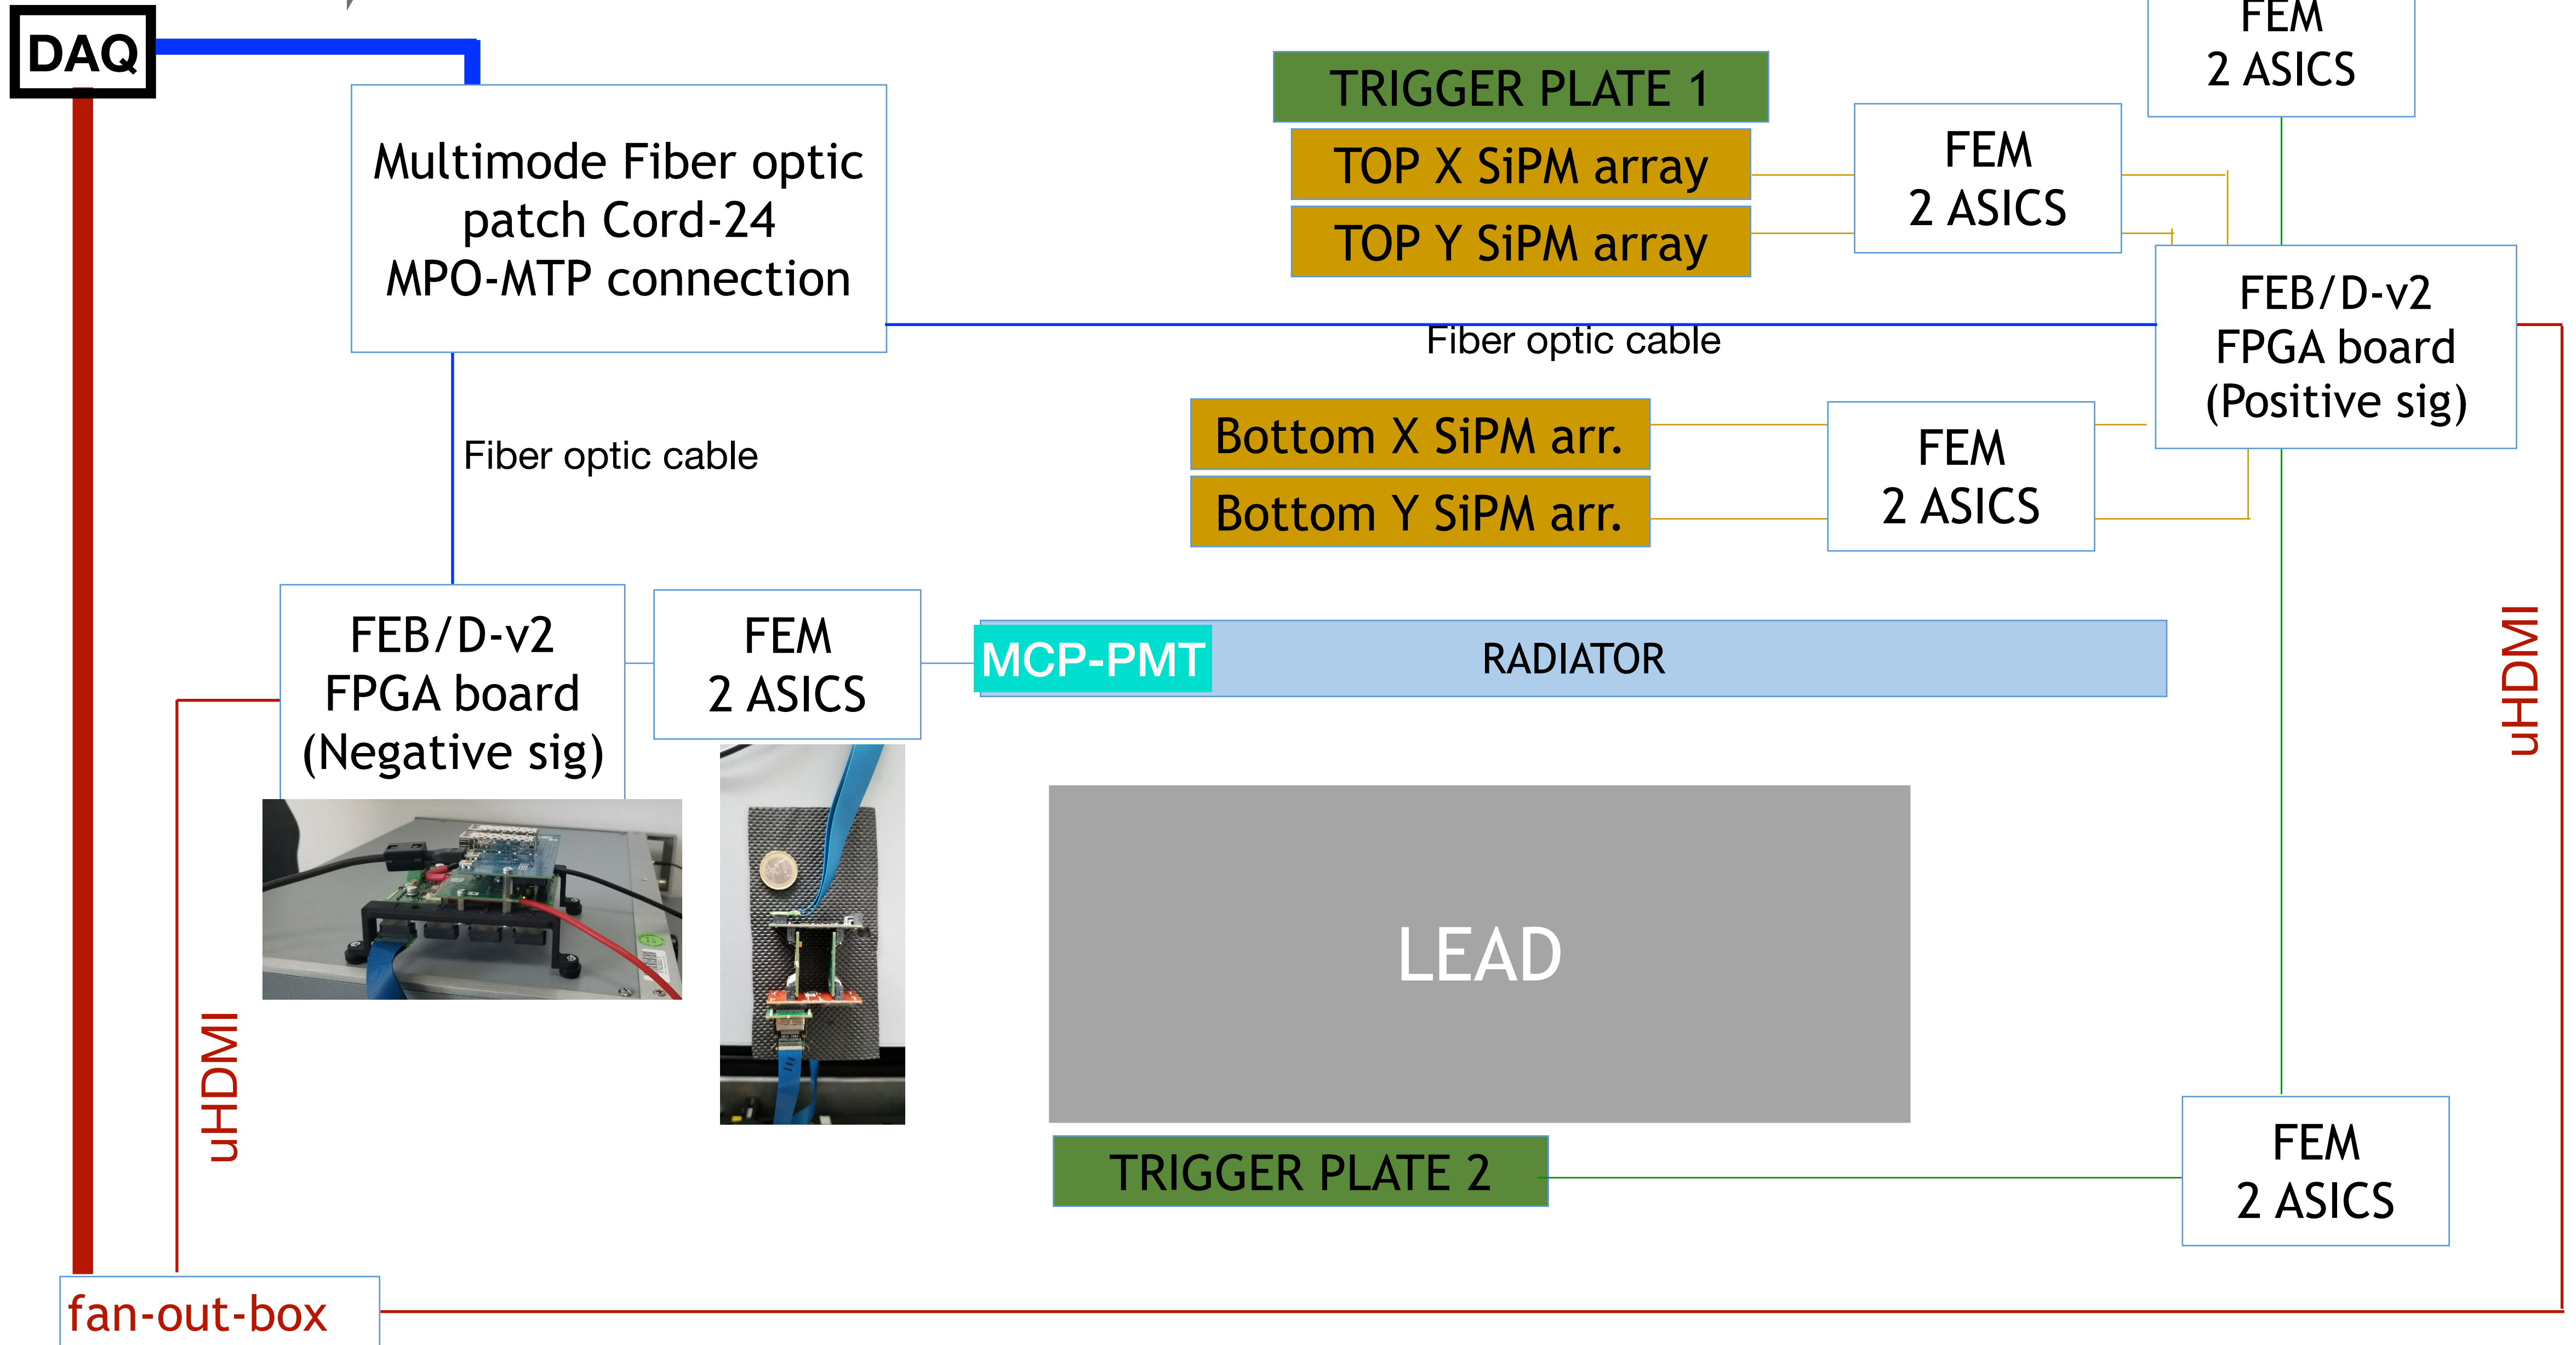 DAQ
Multimode Fiber optic
patch Cord-24
MPO-MTP connection
TRIGGER PLATE 1
TOP X SiPM array
TOP Y SiPM array
FEM
2 ASICS
FEM
2 ASICS
FEB/D-v2
FPGA board
(Positive sig)
Fiber optic cable
Fiber optic cable
Bottom X SiPM arr.
Bottom Y SiPM arr.
FEM
2 ASICS
FEB/D-v2
FPGA board
(Negative sig)
FEM
2 ASICS
MCP-PMT
RADIATOR
uHDMI
LEAD
uHDMI
TRIGGER PLATE 2
FEM
2 ASICS
fan-out-box